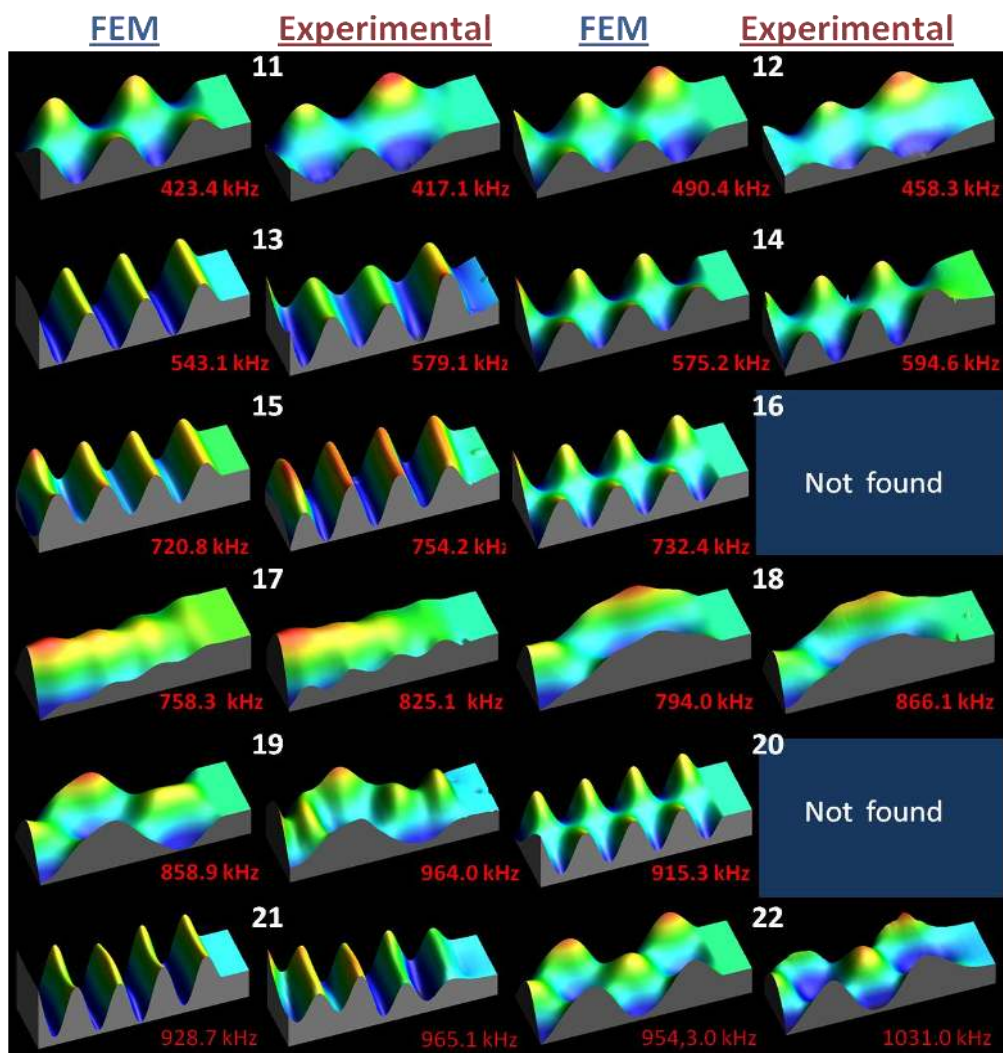 FEM Experimental FEM Experimental
11 12
423.4 kHz 417.1 kHz 490.4 kHz 458.3 kHz
13 14
543.1 kHz 579.1 kHz 575.2 kHz 594.6 kHz
15 16
Not found
720.8 kHz 754.2 kHz 732.4 kHz
17 18
758.3 kHz 825.1 kHz 794.0 kHz 866.1 kHz
19 20
Not found
858.9 kHz 964.0 kHz 915.3 kHz
21 22
928.7 kHz 965.1 kHz 954,3.0 kHz 1031.0 kHz